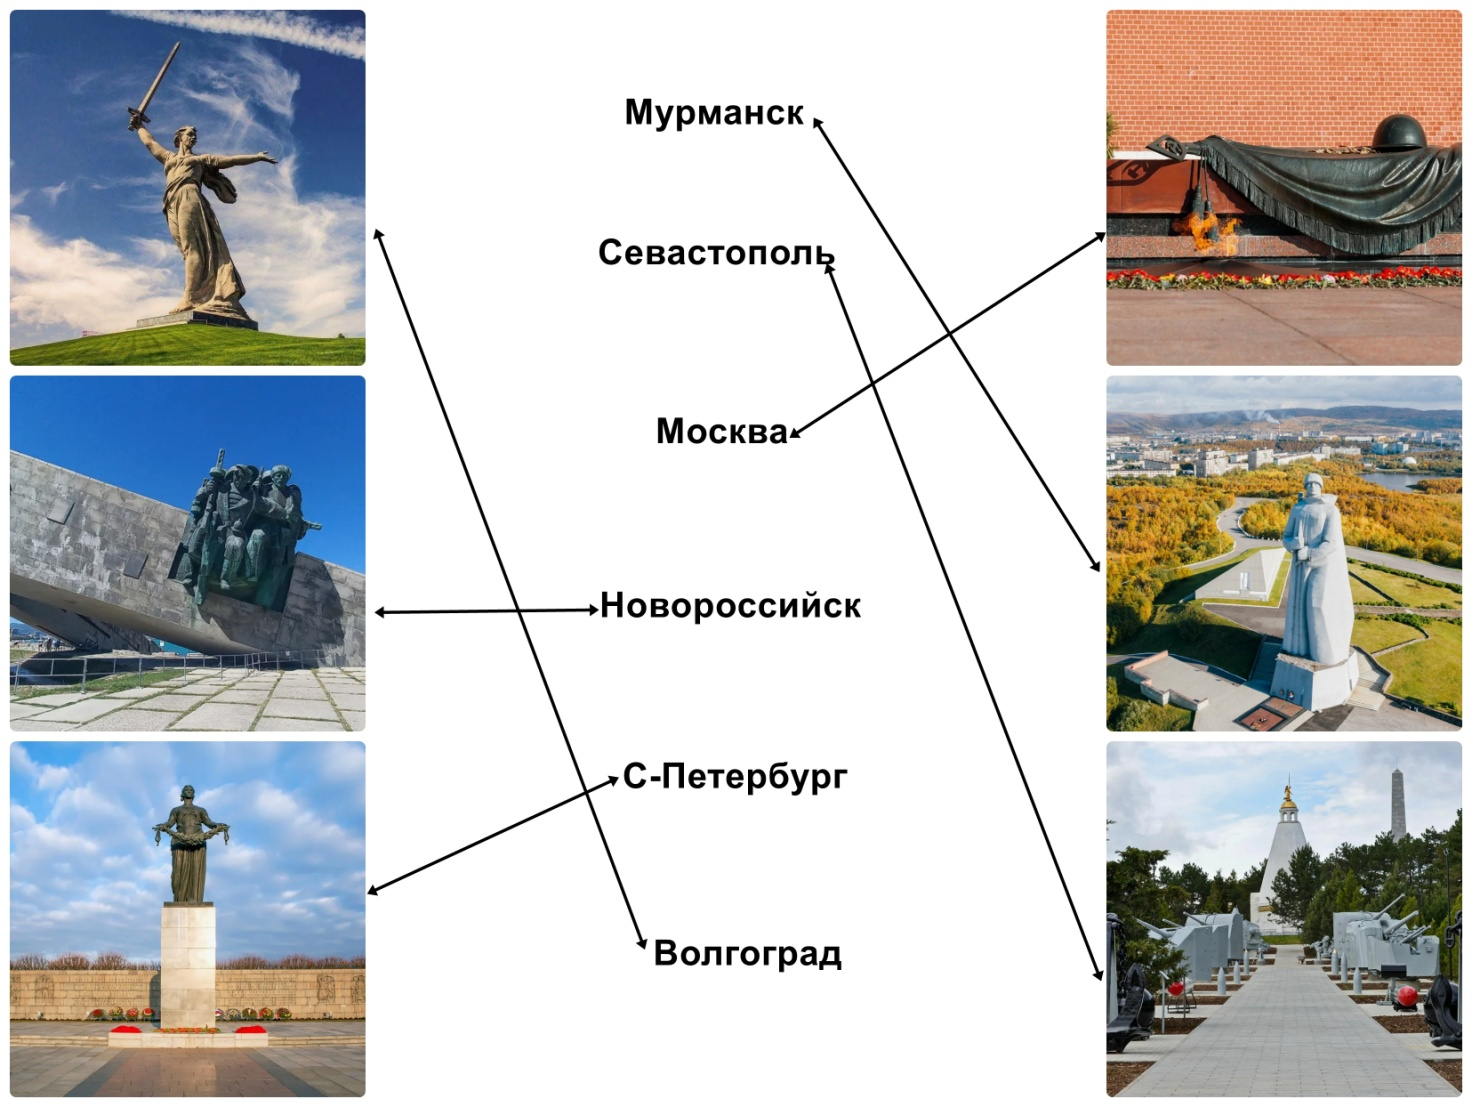 Мурманск
Севастополь
Москва
Новороссийск
С-Петербург
Волгоград